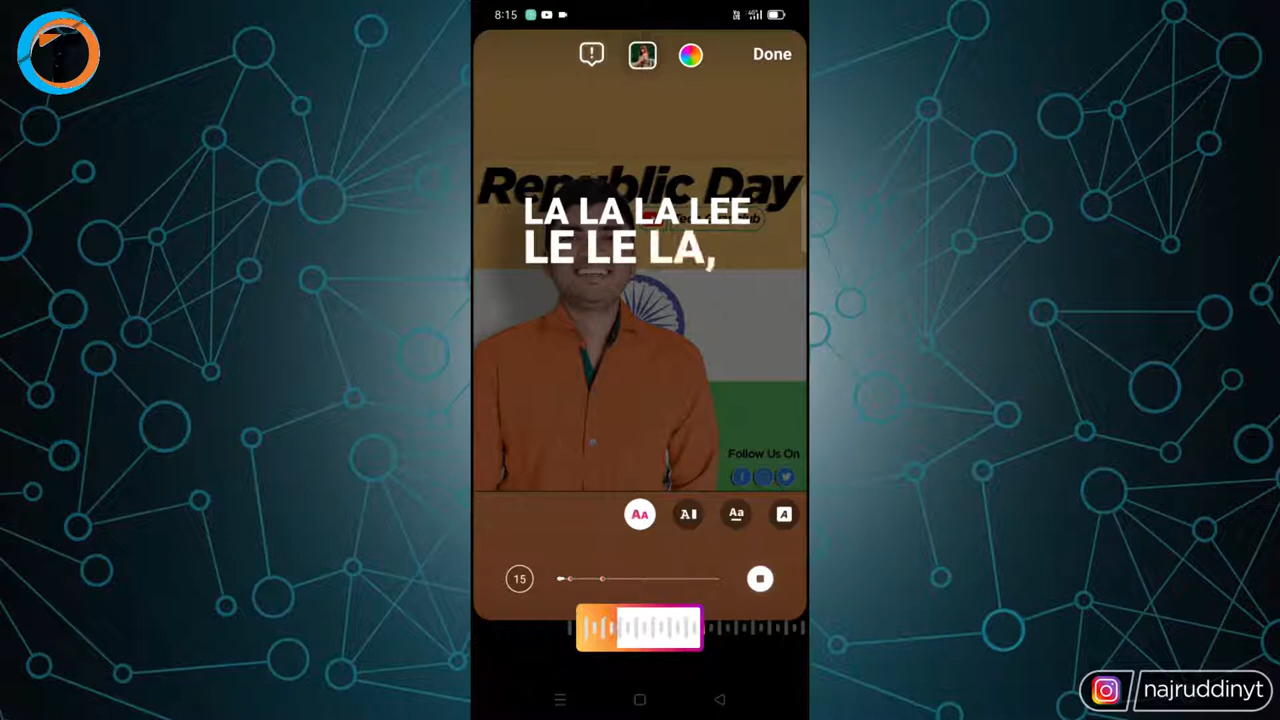 8:15
Done
Republic Day
LA LA LA LEE
LE LE LA,
Follow Us On
AA
A
Aa
A
15
najruddinyt